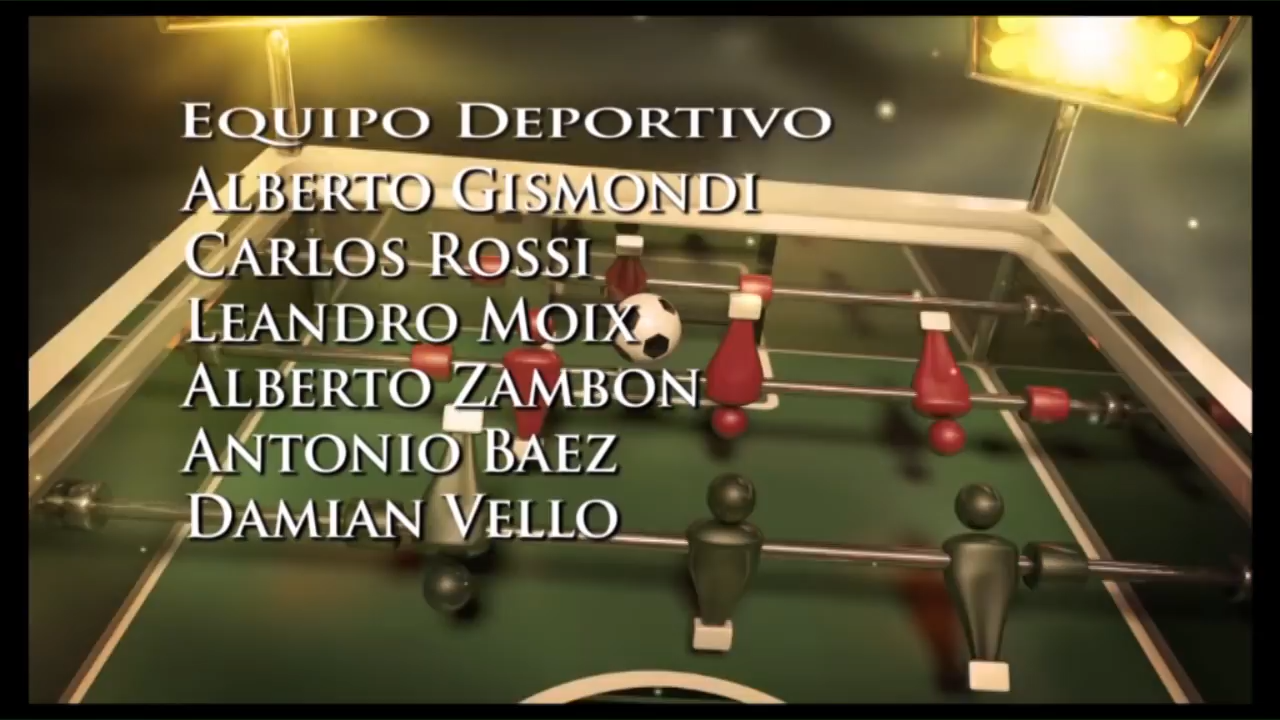 Equipo Deportivo
Alberto Gismondi
Carlos Rossi
Leandro Moix
Alberto Zambon
Antonio Baez
Damian Vello